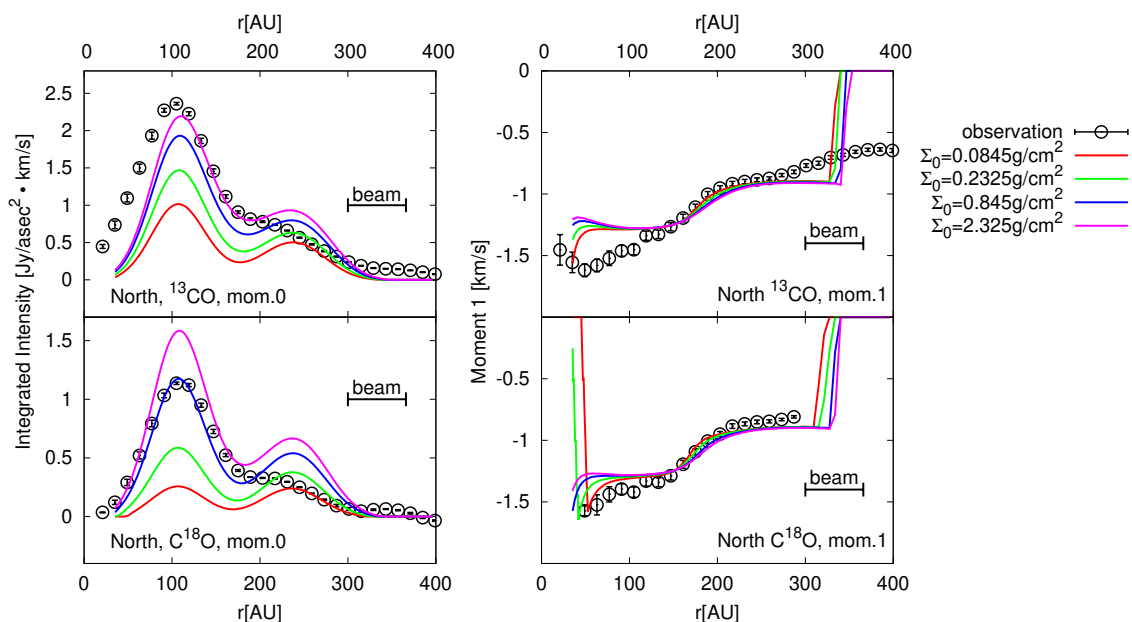 r[AU]
0 100 200 300 400
Integrated Intensity [Jy/asec² • km/s]
2.5
2
1.5
1
0.5
0
beam
North, ¹³CO, mom.0
1.5
1
0.5
0
beam
North, C¹⁸O, mom.0
0 100 200 300 400
r[AU]
r[AU]
0 100 200 300 400
Moment 1 [km/s]
0
-0.5
-1
-1.5
beam
North ¹³CO, mom.1
-0.5
-1
-1.5
beam
North C¹⁸O, mom.1
0 100 200 300 400
r[AU]
observation
Σ₀=0.0845g/cm²
Σ₀=0.2325g/cm²
Σ₀=0.845g/cm²
Σ₀=2.325g/cm²